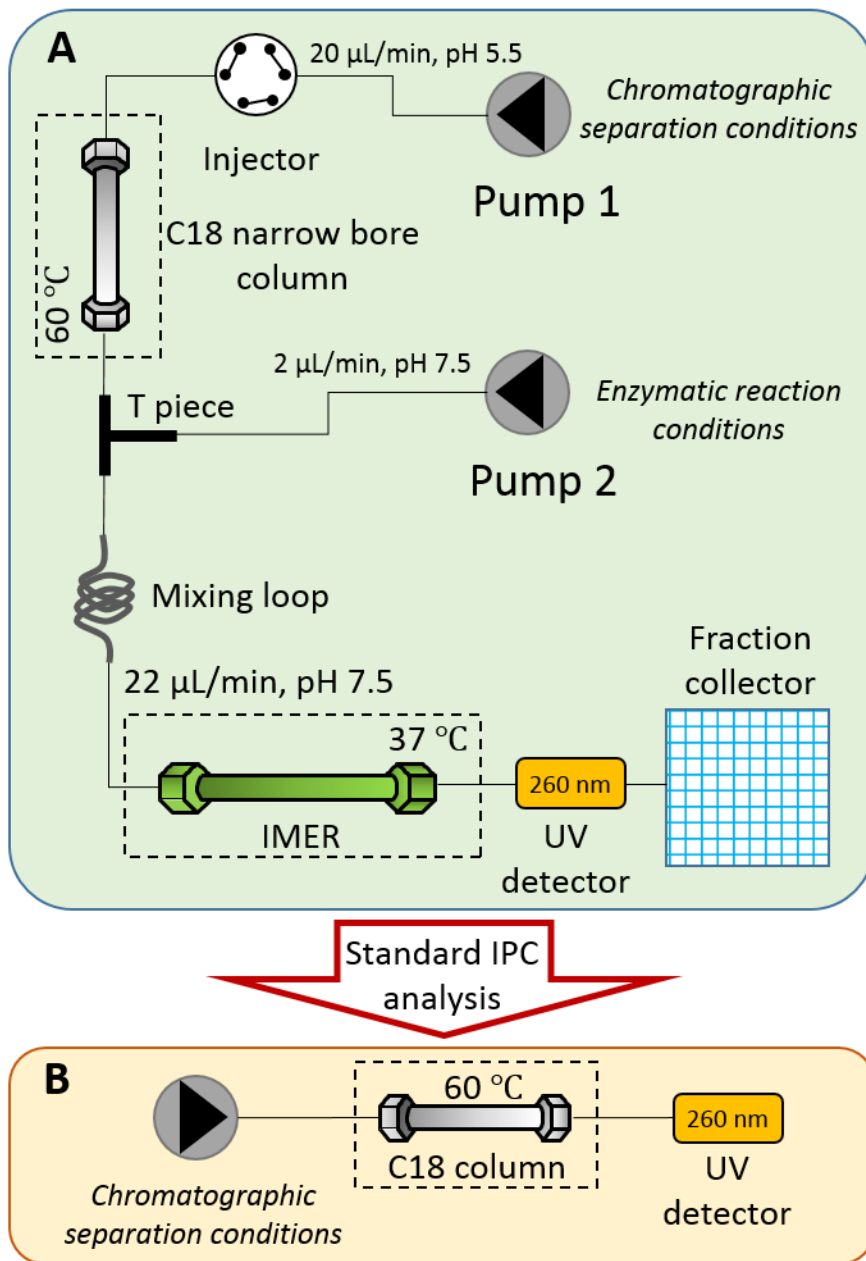 A
20 µL/min, pH 5.5
Chromatographic
separation conditions
Injector
Pump 1
C18 narrow bore
column
60 °C
2 µL/min, pH 7.5
T piece
Enzymatic reaction
conditions
Pump 2
Mixing loop
Fraction
collector
22 µL/min, pH 7.5
37 °C
260 nm
IMER
UV
detector
Standard IPC
analysis
B
60 °C
260 nm
C18 column
UV
detector
Chromatographic
separation conditions